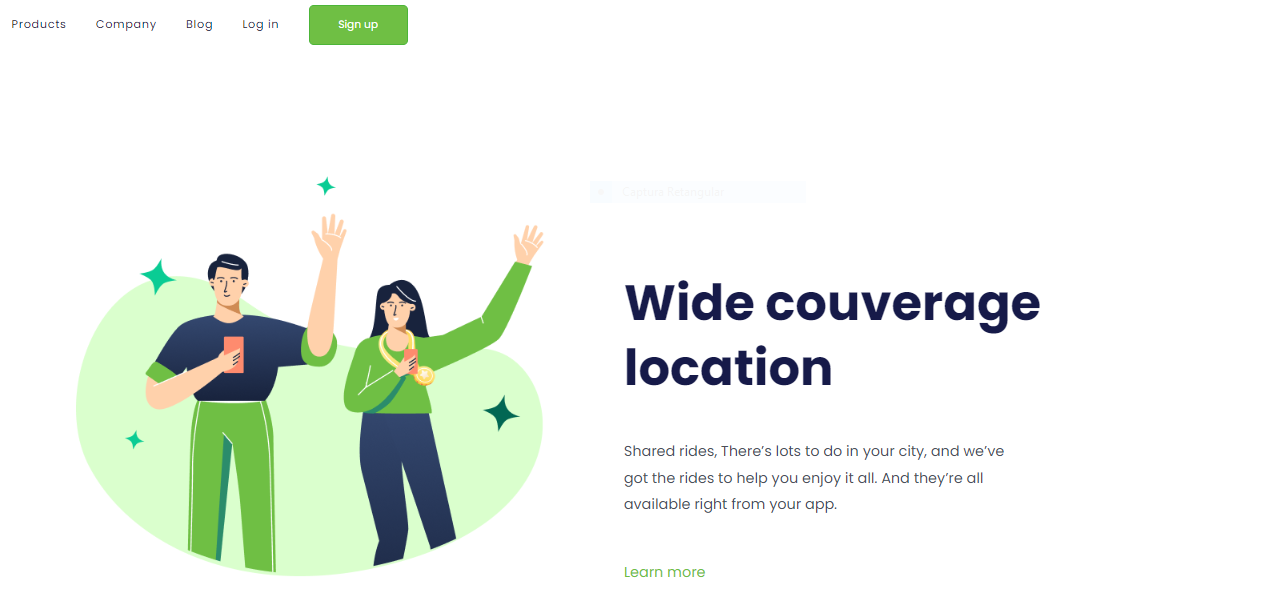 Products Company Blog Log in Sign up
Captura Retangular
Wide couverage
location
Shared rides, There’s lots to do in your city, and we’ve
got the rides to help you enjoy it all. And they’re all
available right from your app.
Learn more